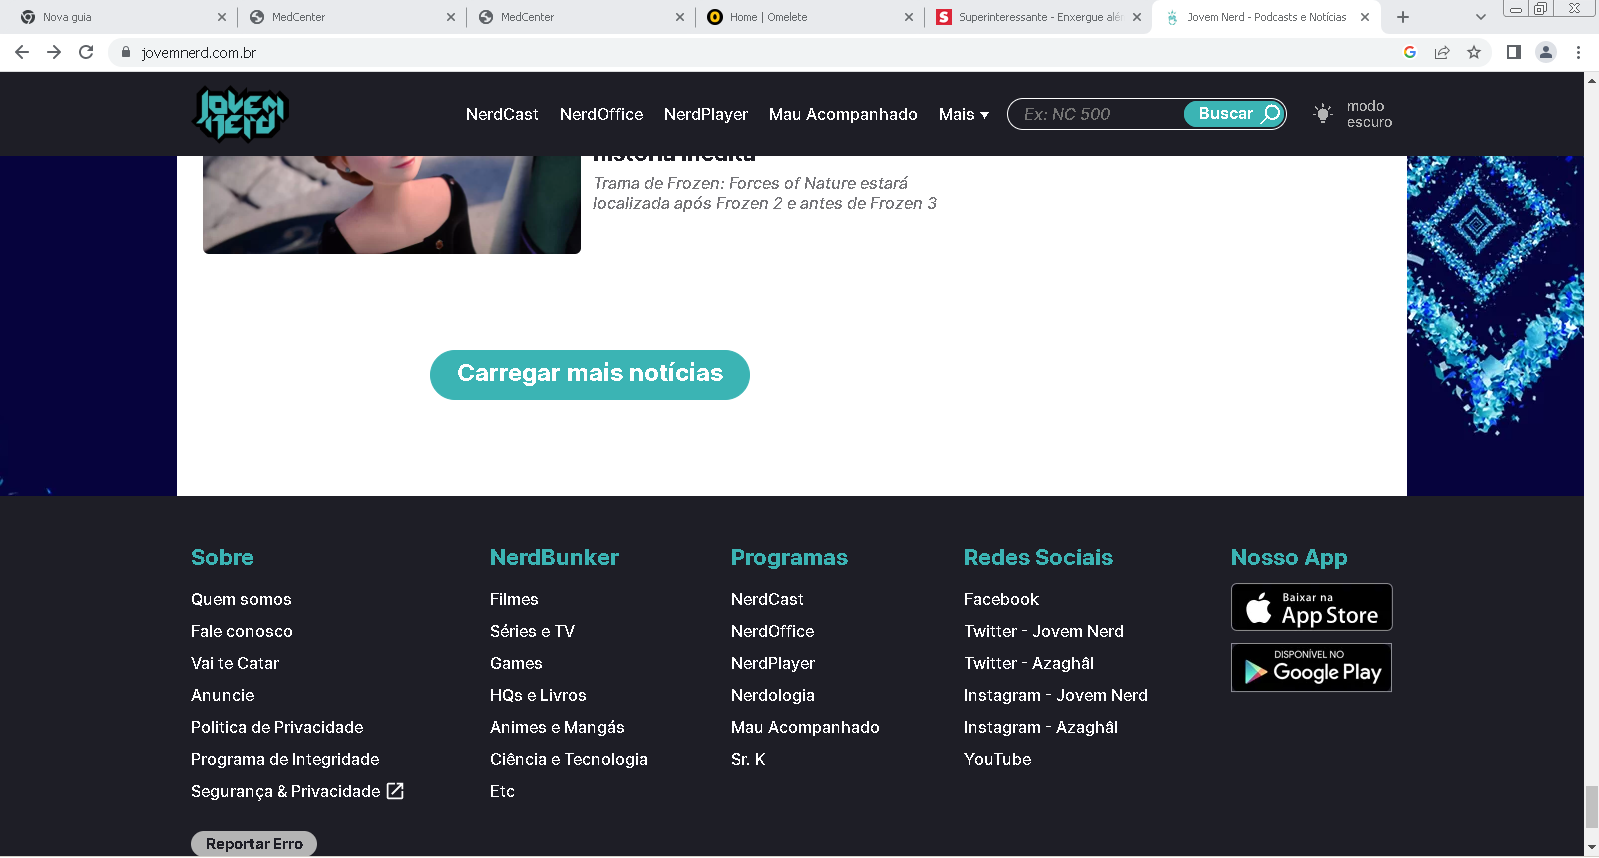 Nova guia
MedCenter
MedCenter
Home | Omelete
Superinteressante - Enxergue alé
Jovem Nerd - Podcasts e Notícias
jovemnerd.com.br
JOVEM
NERD
NerdCast
NerdOffice
NerdPlayer
Mau Acompanhado
Mais
Ex: NC 500
Buscar
modo
escuro
história inédita
Trama de Frozen: Forces of Nature estará
localizada após Frozen 2 e antes de Frozen 3
Carregar mais notícias
Sobre
Quem somos
Fale conosco
Vai te Catar
Anuncie
Politica de Privacidade
Programa de Integridade
Segurança & Privacidade
Reportar Erro
NerdBunker
Filmes
Séries e TV
Games
HQs e Livros
Animes e Mangás
Ciência e Tecnologia
Etc
Programas
NerdCast
NerdOffice
NerdPlayer
Nerdologia
Mau Acompanhado
Sr. K
Redes Sociais
Facebook
Twitter - Jovem Nerd
Twitter - Azaghâl
Instagram - Jovem Nerd
Instagram - Azaghâl
YouTube
Nosso App
Baixar na
App Store
DISPONÍVEL NO
Google Play